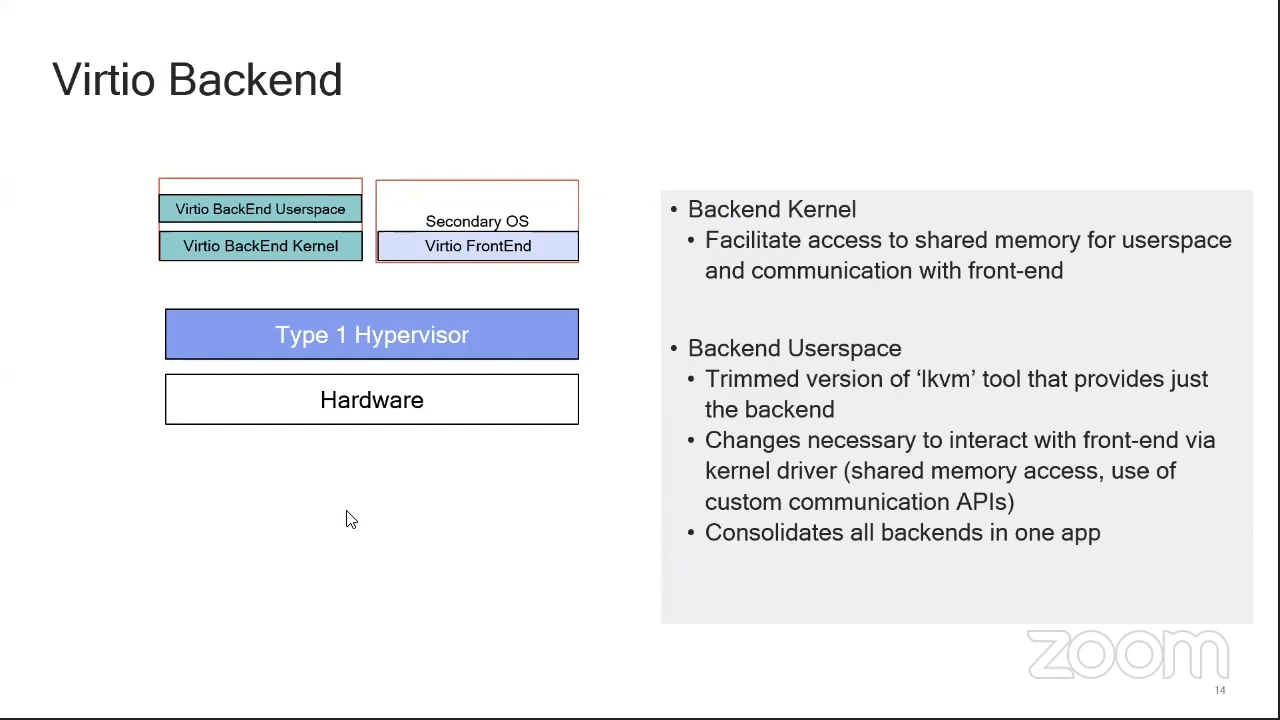 Virtio Backend
Virtio BackEnd Userspace
Virtio BackEnd Kernel
Secondary OS
Virtio FrontEnd
Type 1 Hypervisor
Hardware
• Backend Kernel
• Facilitate access to shared memory for userspace
and communication with front-end
• Backend Userspace
• Trimmed version of ‘lkvm’ tool that provides just
the backend
• Changes necessary to interact with front-end via
kernel driver (shared memory access, use of
custom communication APIs)
• Consolidates all backends in one app
zoom
14